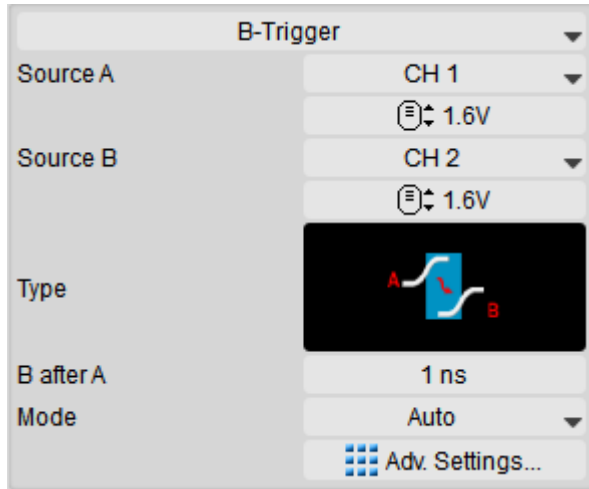 B-Trigger
Source A CH 1
1.6V
Source B CH 2
1.6V
Type A B
B after A 1 ns
Mode Auto
Adv. Settings...